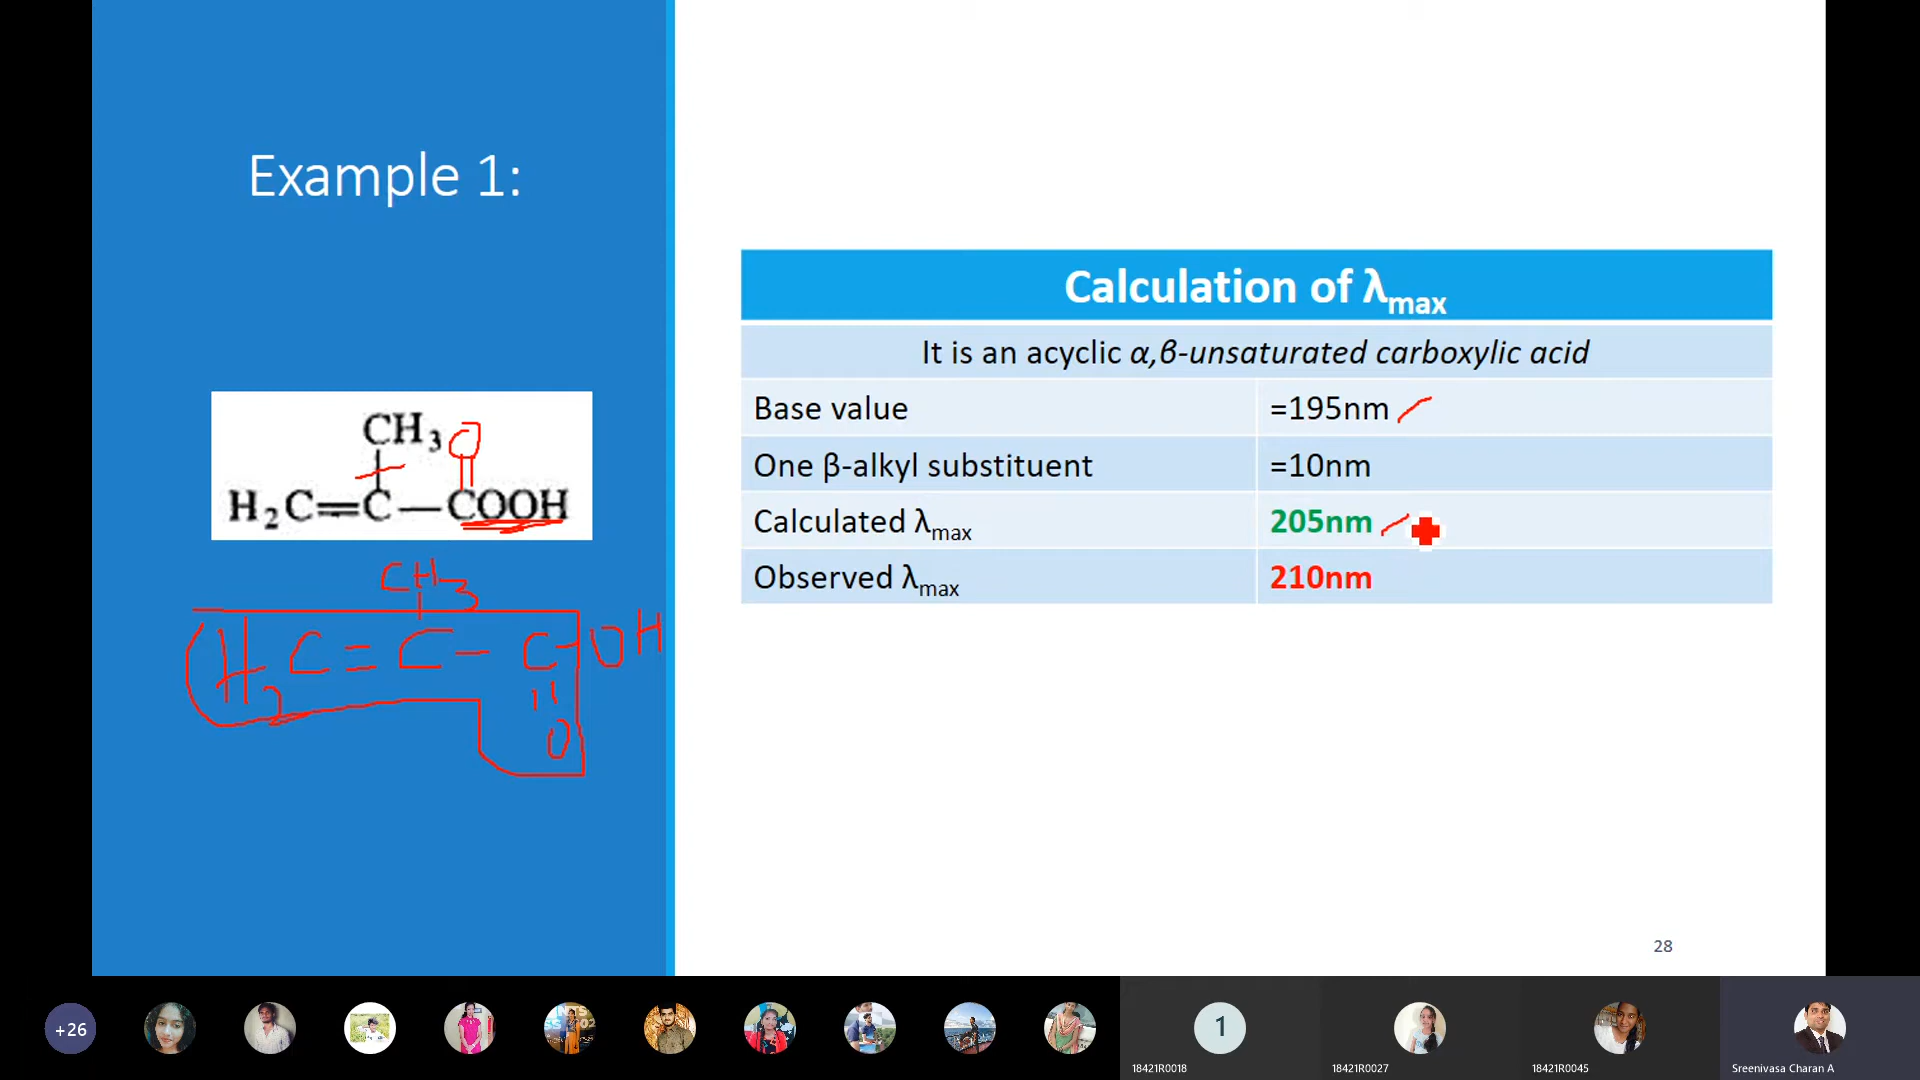 Example 1:
CH₃ O
H₂C=C—COOH
CH3
H2C=C-C-OH
O
Calculation of λmax
It is an acyclic α,β-unsaturated carboxylic acid
Base value =195nm
One β-alkyl substituent =10nm
Calculated λmax 205nm
Observed λmax 210nm
28
+26
1
18421R0018
18421R0027
18421R0045
Sreenivasa Charan A